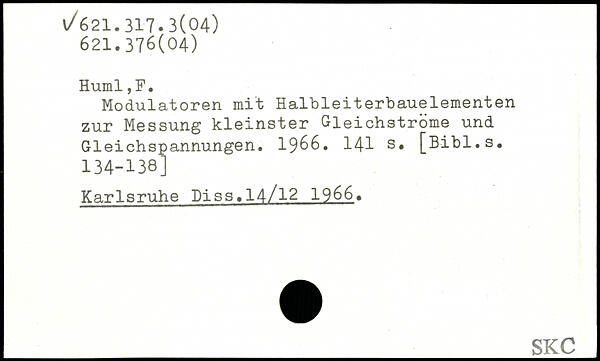 √621.317.3(04)
621.376(04)
Huml,F.
Modulatoren mit Halbleiterbauelementen
zur Messung kleinster Gleichströme und
Gleichspannungen. 1966. 141 s. [Bibl.s.
134-138]
Karlsruhe Diss.14/12 1966.
SKC